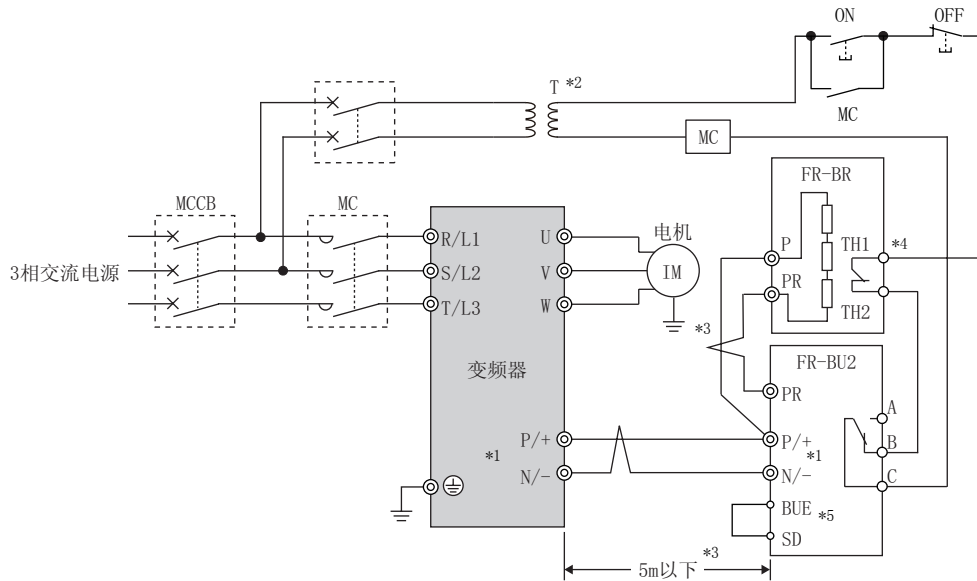 ON OFF
T *2
MC
MC
FR-BR
MCCB MC
P TH1 *4
R/L1 U 电机
3相交流电源 S/L2 V IM PR
T/L3 W TH2
*3
变频器 FR-BU2
PR
A
P/+ P/+ B
*1 *1
N/- N/- C
BUE *5
SD
5m以下 *3